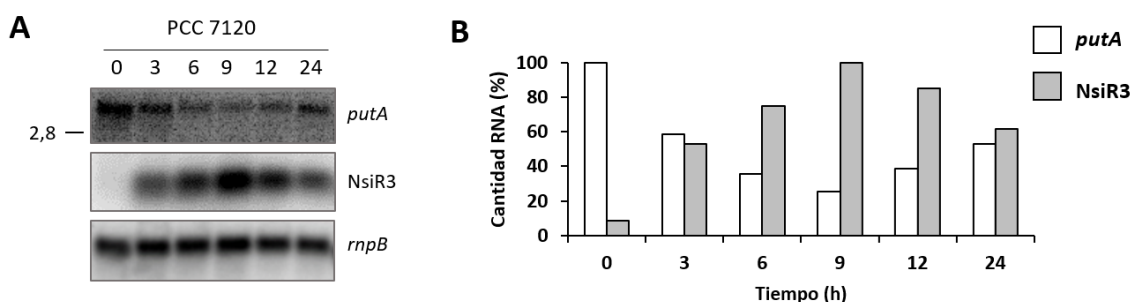 A
PCC 7120
0 3 6 9 12 24
putA
2,8
NsiR3
rnpB
B
putA
NsiR3
Cantidad RNA (%)
100
80
60
40
20
0
0 3 6 9 12 24
Tiempo (h)